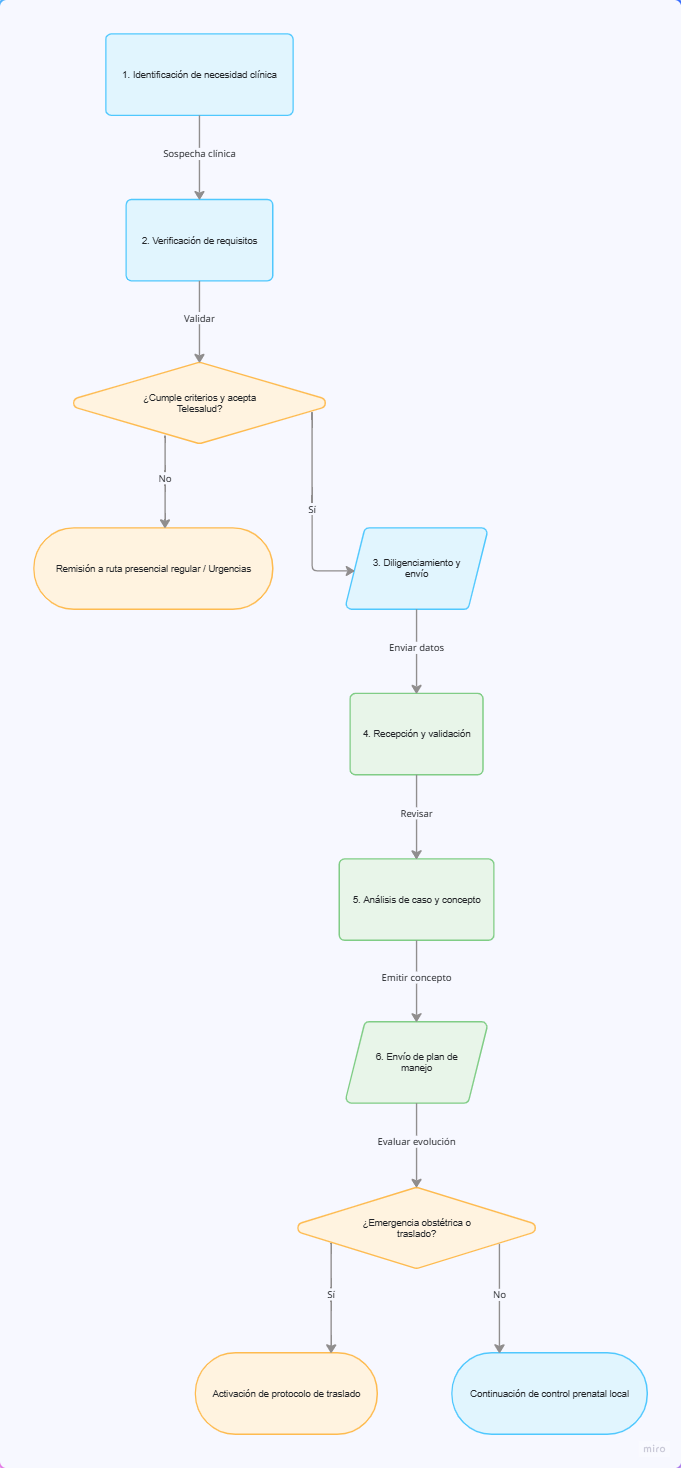 1. Identificación de necesidad clínica
Sospecha clínica
2. Verificación de requisitos
Validar
¿Cumple criterios y acepta
Telesalud?
No
Sí
Remisión a ruta presencial regular / Urgencias
3. Diligenciamiento y
envío
Enviar datos
4. Recepción y validación
Revisar
5. Análisis de caso y concepto
Emitir concepto
6. Envío de plan de
manejo
Evaluar evolución
¿Emergencia obstétrica o
traslado?
Sí
No
Activación de protocolo de traslado
Continuación de control prenatal local
miro